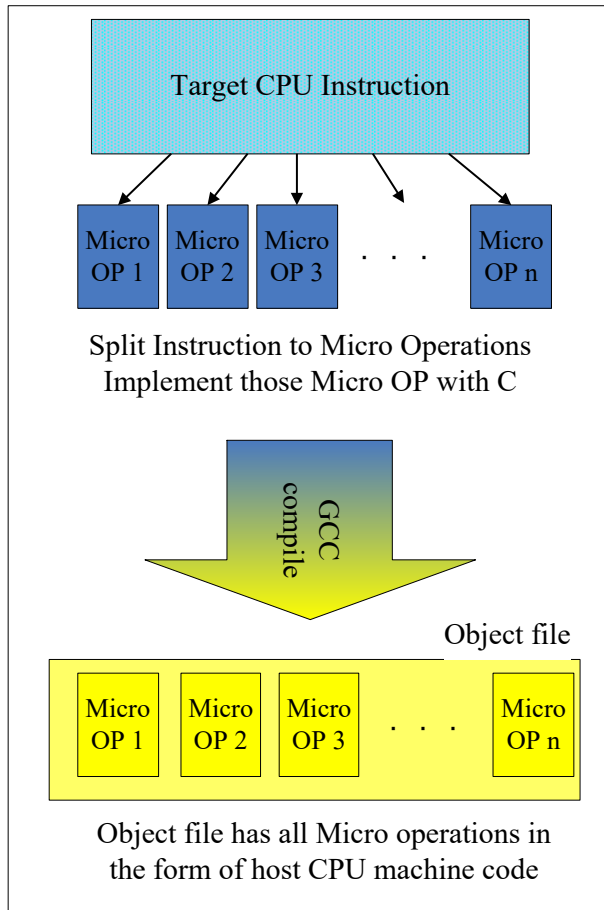 Target CPU Instruction
Micro OP 1
Micro OP 2
Micro OP 3
. . .
Micro OP n
Split Instruction to Micro Operations
Implement those Micro OP with C
GCC compile
Object file
Micro OP 1
Micro OP 2
Micro OP 3
. . .
Micro OP n
Object file has all Micro operations in
the form of host CPU machine code